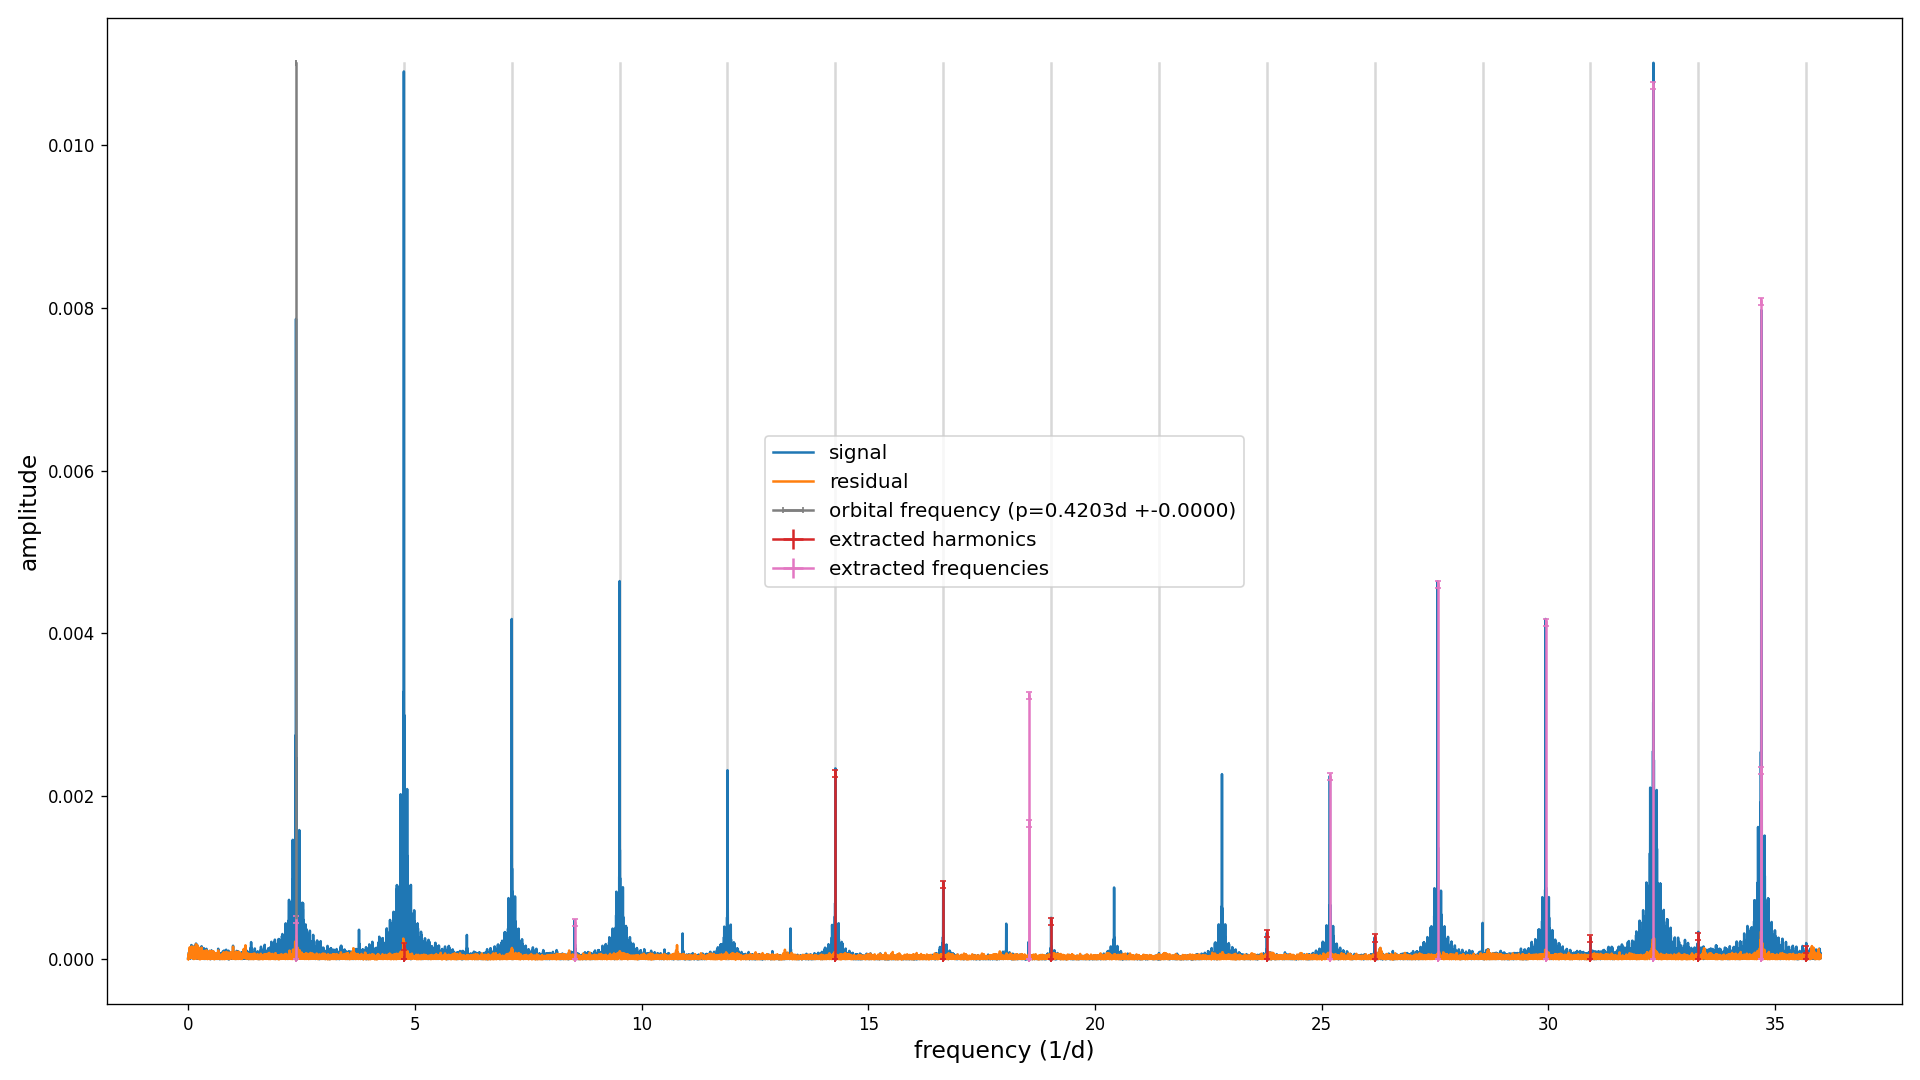 0.010
0.008
0.006
0.004
0.002
0.000
amplitude
signal
residual
orbital frequency (p=0.4203d +-0.0000)
extracted harmonics
extracted frequencies
0 5 10 15 20 25 30 35
frequency (1/d)